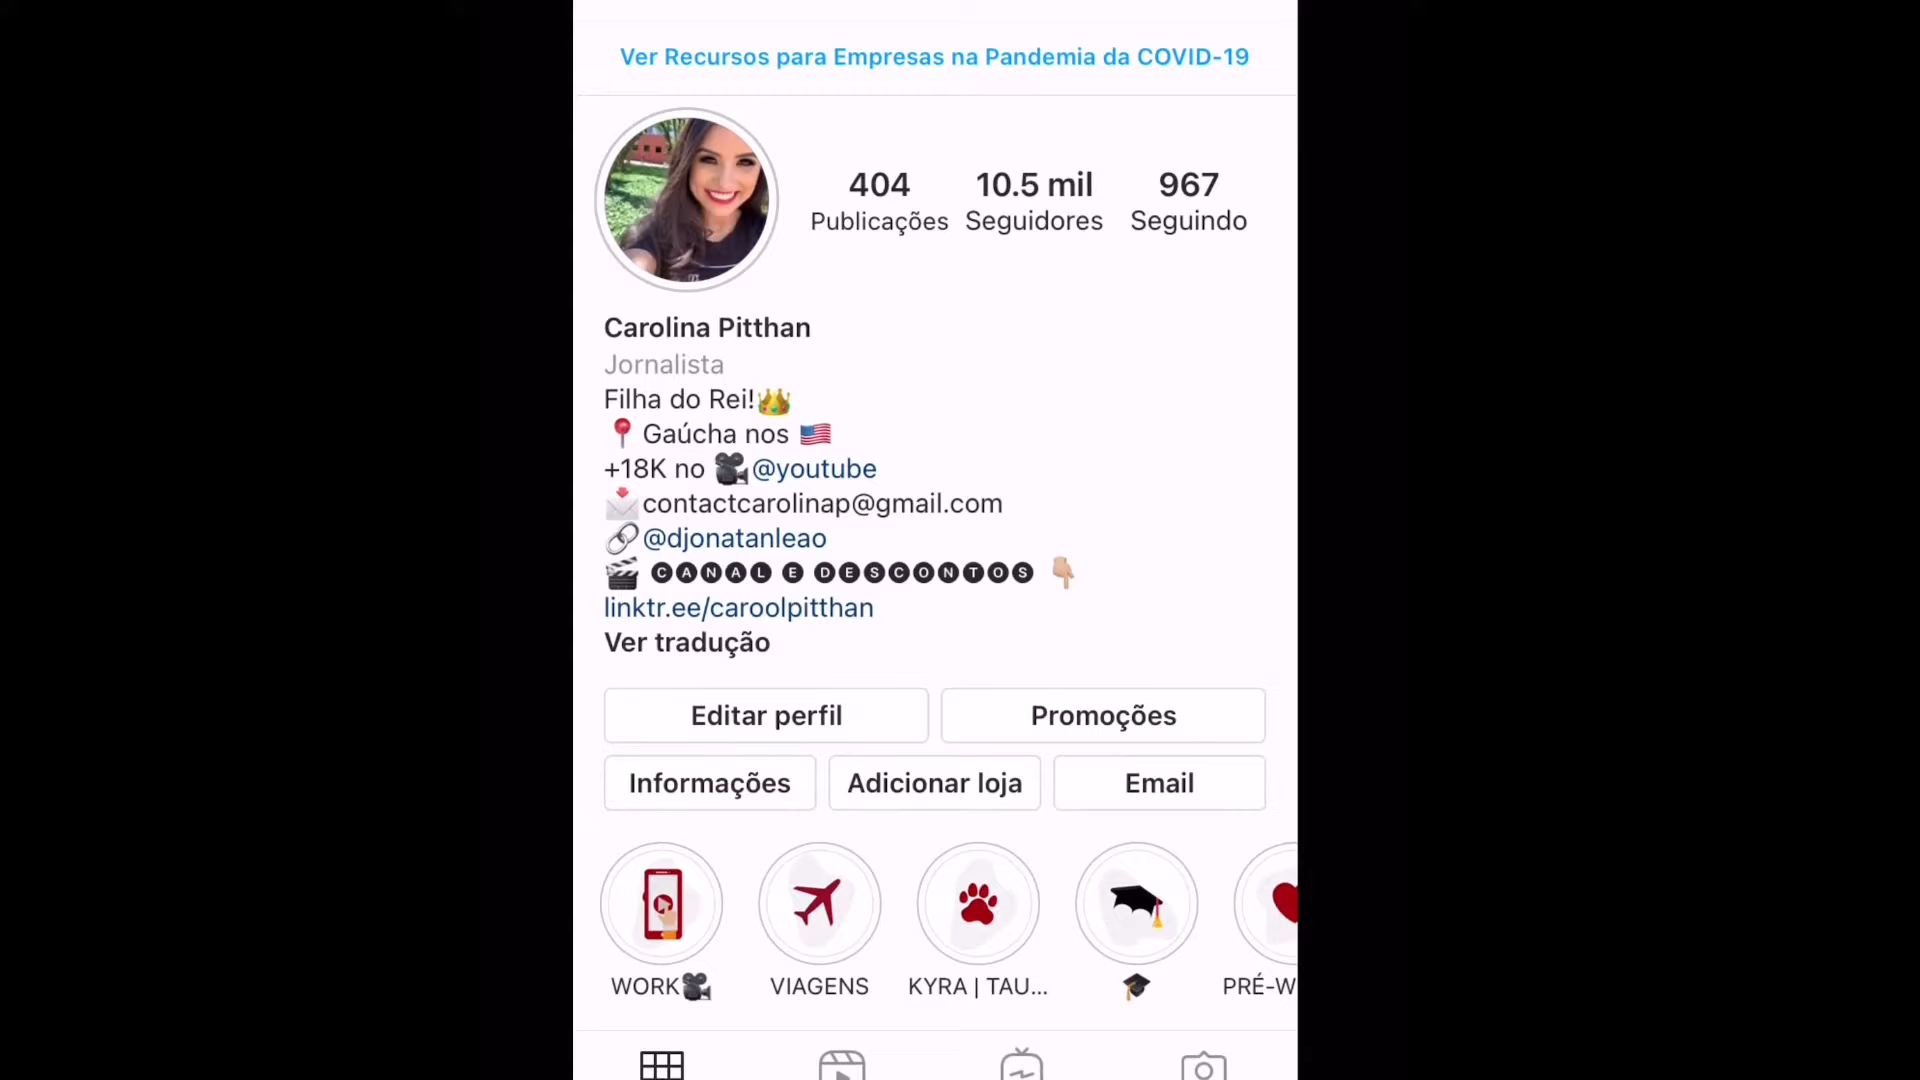 Ver Recursos para Empresas na Pandemia da COVID-19
404 10.5 mil 967
Publicações Seguidores Seguindo
Carolina Pitthan
Jornalista
Filha do Rei!👑
📍 Gaúcha nos 🇺🇸
+18K no 🎥@youtube
📩contactcarolinap@gmail.com
🔗@djonatanleao
🎬 🅒🅐🅝🅐🅛 🅔 🅓🅔🅢🅒🅞🅝🅣🅞🅢 👇🏼
linktr.ee/caroolpitthan
Ver tradução
Editar perfil Promoções
Informações Adicionar loja Email
WORK🎥 VIAGENS KYRA | TAU... 🎓 PRÉ-W